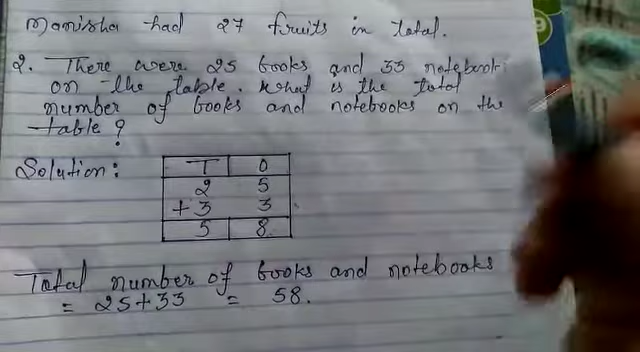 Manisha had 27 fruits in total.
2. There were 25 books and 33 notebooks
on the table. What is the total
number of books and notebooks on the
table?
Solution:
T O
2 5
+ 3 3
5 8
Total number of books and notebooks
= 25+33 = 58.